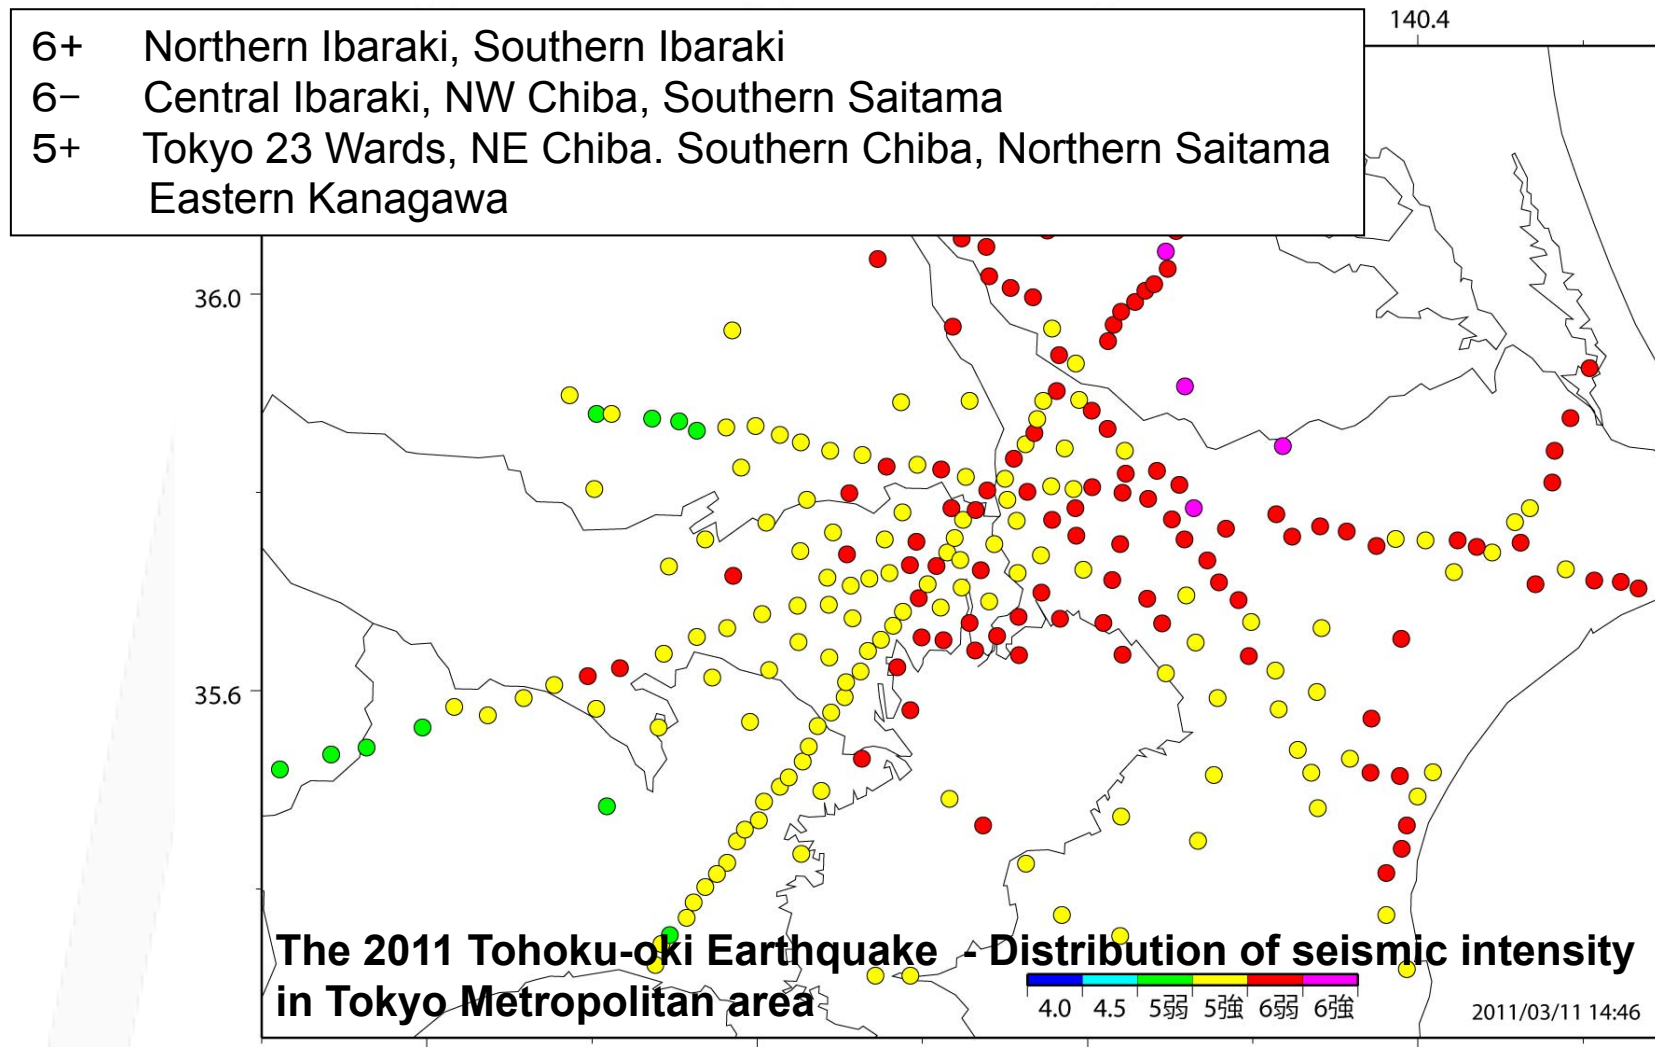 140.4
6+ Northern Ibaraki, Southern Ibaraki
6− Central Ibaraki, NW Chiba, Southern Saitama
5+ Tokyo 23 Wards, NE Chiba. Southern Chiba, Northern Saitama
Eastern Kanagawa
36.0
35.6
The 2011 Tohoku-oki Earthquake - Distribution of seismic intensity
in Tokyo Metropolitan area
4.0 4.5 5弱 5強 6弱 6強
2011/03/11 14:46